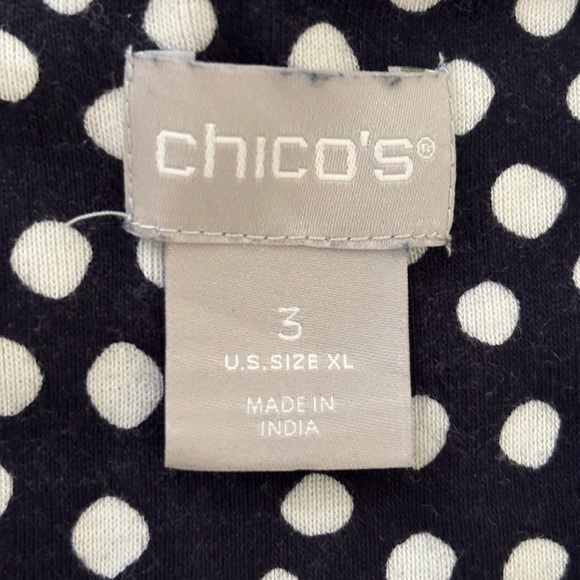 chico's®
3
U.S. SIZE XL
MADE IN
INDIA